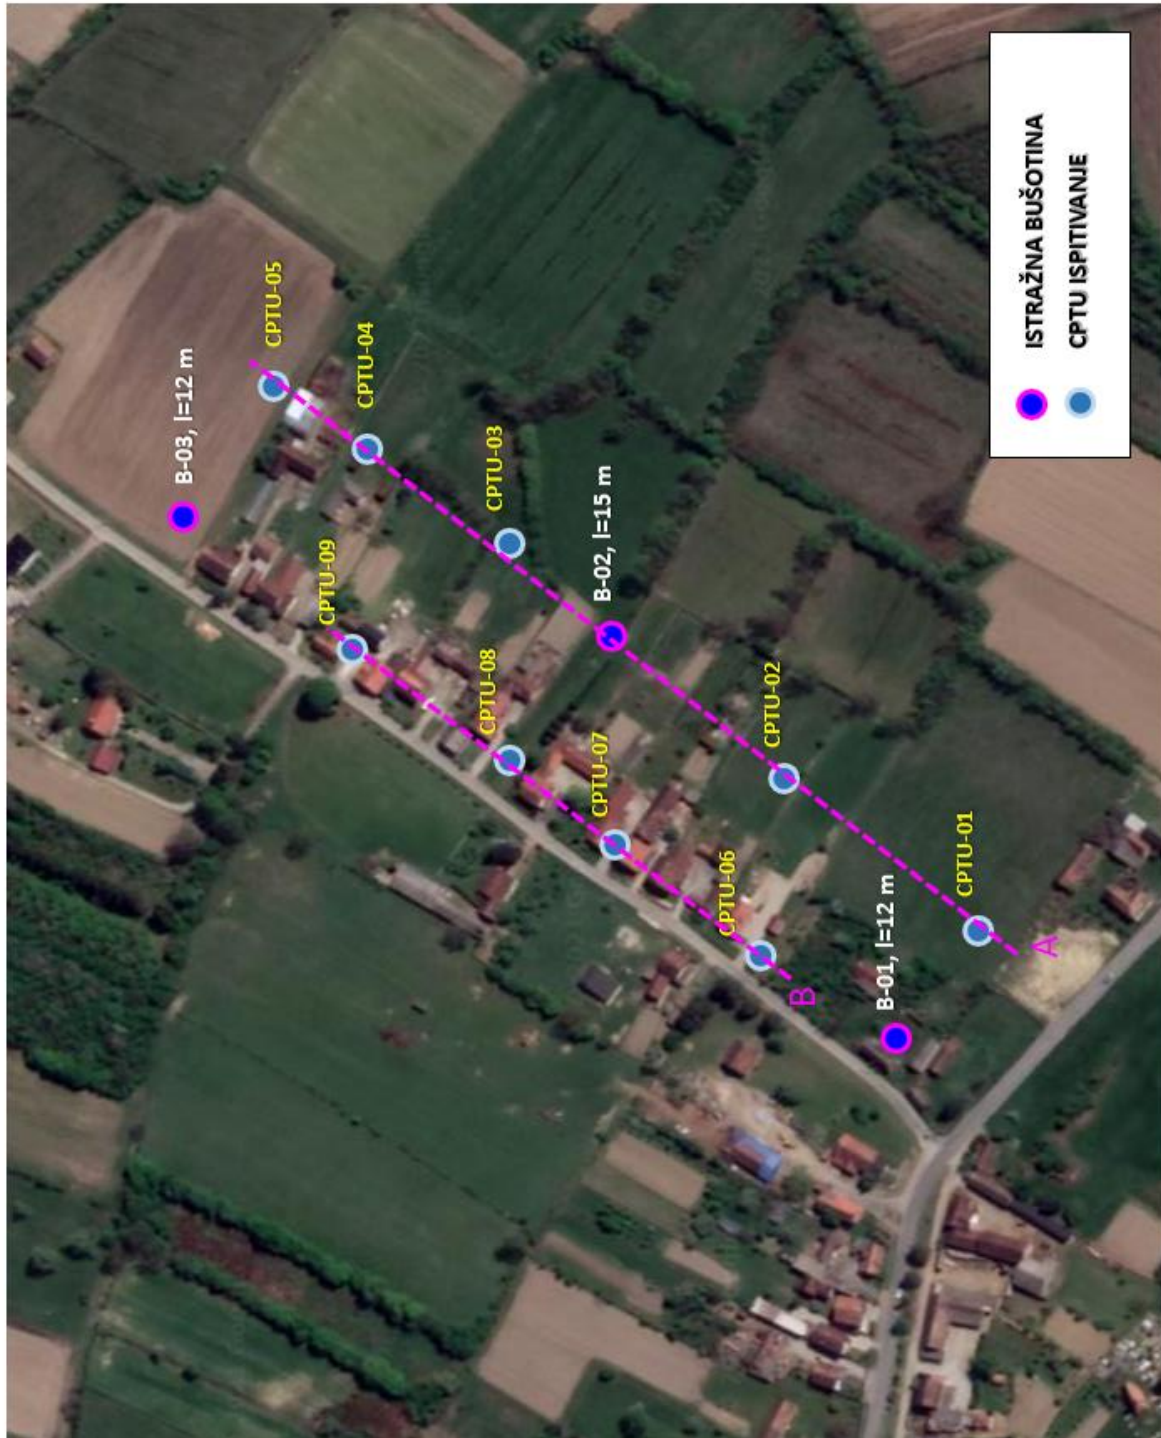 CPTU-05
B-03, l=12 m
CPTU-04
CPTU-03
CPTU-09
B-02, l=15 m
CPTU-08
CPTU-02
CPTU-07
CPTU-01
CPTU-06
B-01, l=12 m
A
B
ISTRAŽNA BUŠOTINA
CPTU ISPITIVANJE